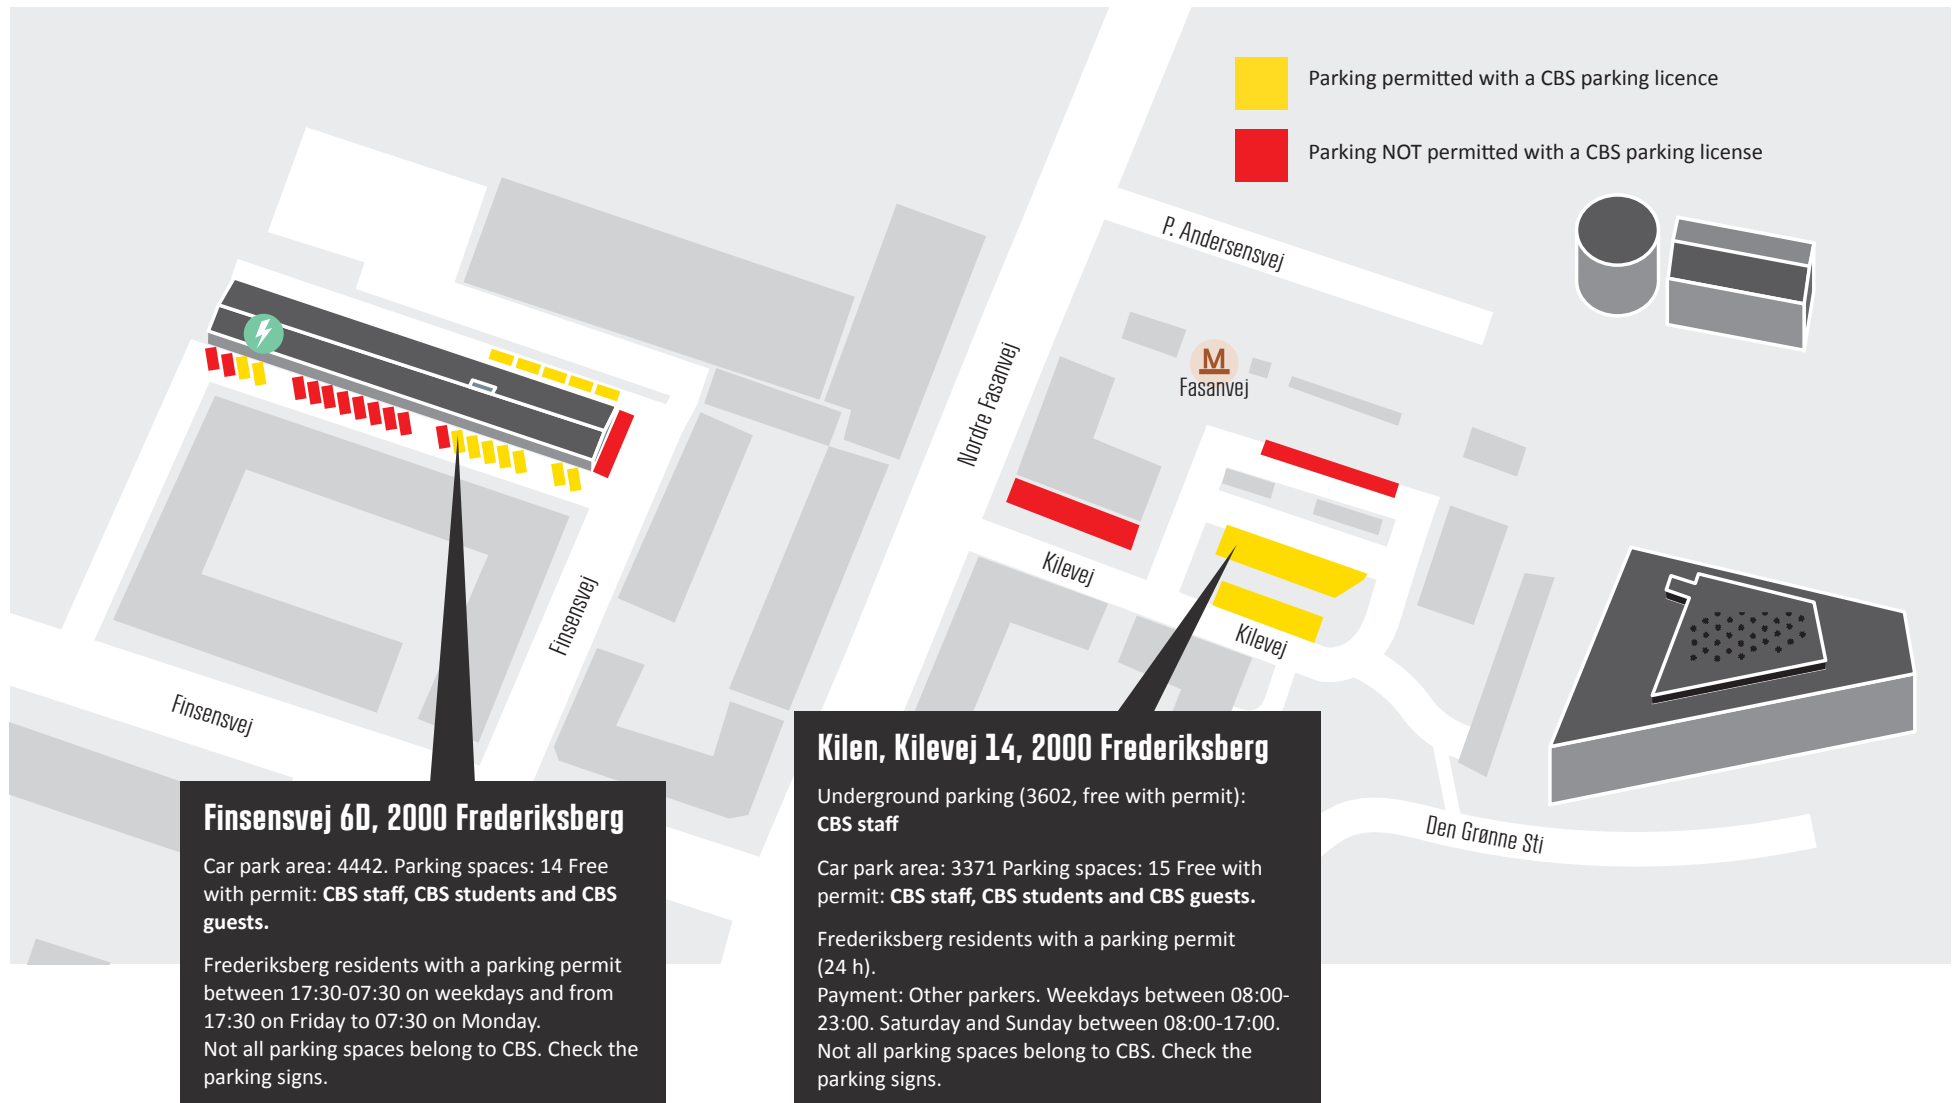 Parking permitted with a CBS parking licence
Parking NOT permitted with a CBS parking license
P. Andersensvej
M
Fasanvej
Nordre Fasanvej
Kilevej
Kilevej
Finsensvej
Finsensvej
Den Grønne Sti
Finsensvej 6D, 2000 Frederiksberg
Car park area: 4442. Parking spaces: 14 Free
with permit: CBS staff, CBS students and CBS
guests.
Frederiksberg residents with a parking permit
between 17:30-07:30 on weekdays and from
17:30 on Friday to 07:30 on Monday.
Not all parking spaces belong to CBS. Check the
parking signs.
Kilen, Kilevej 14, 2000 Frederiksberg
Underground parking (3602, free with permit):
CBS staff
Car park area: 3371 Parking spaces: 15 Free with
permit: CBS staff, CBS students and CBS guests.
Frederiksberg residents with a parking permit
(24 h).
Payment: Other parkers. Weekdays between 08:00-
23:00. Saturday and Sunday between 08:00-17:00.
Not all parking spaces belong to CBS. Check the
parking signs.